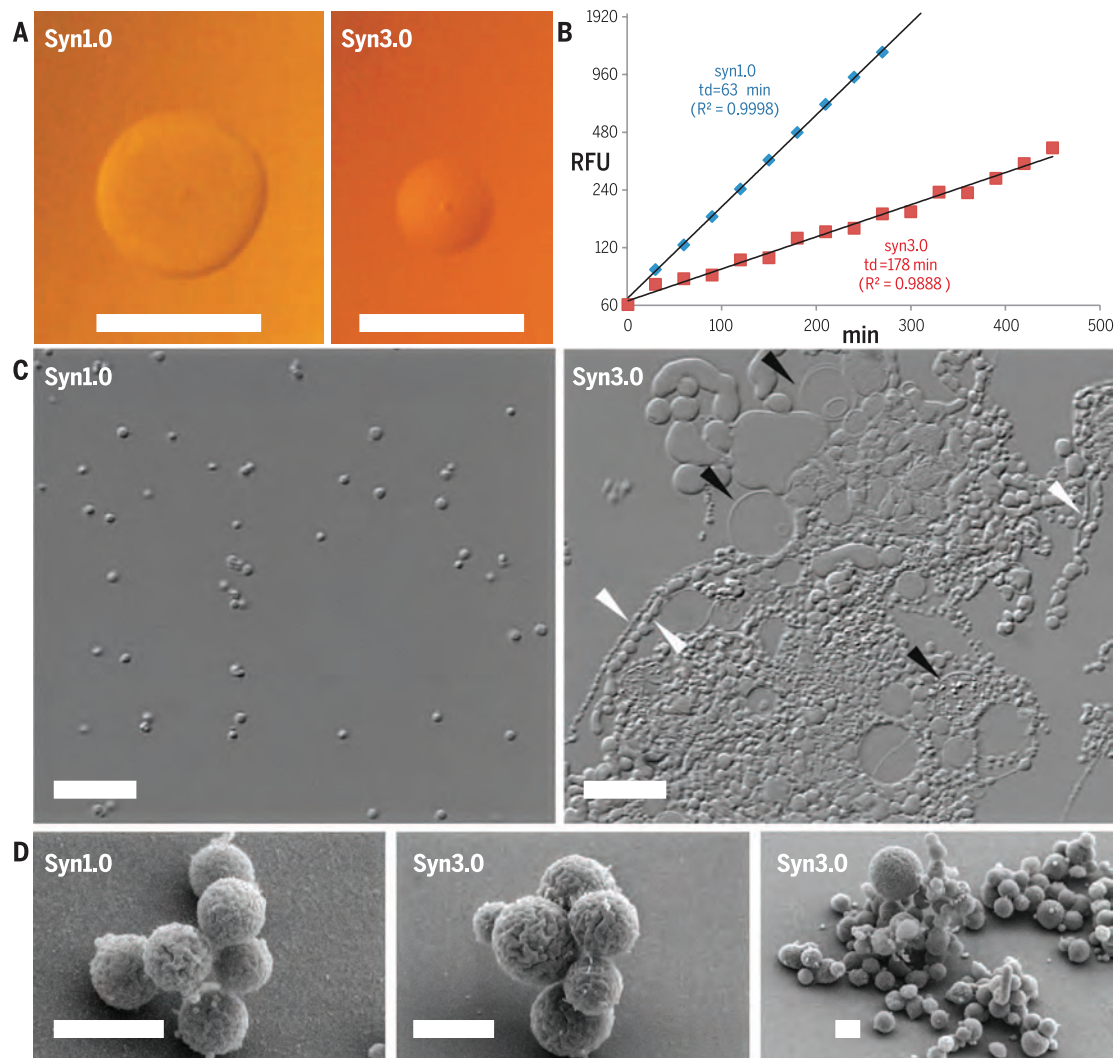 A
Syn1.0
Syn3.0
B
1920
960
480
240
120
60
RFU
syn1.0
td=63 min
(R² = 0.9998)
syn3.0
td=178 min
(R² = 0.9888 )
0
100
200
300
400
500
min
C
Syn1.0
Syn3.0
D
Syn1.0
Syn3.0
Syn3.0